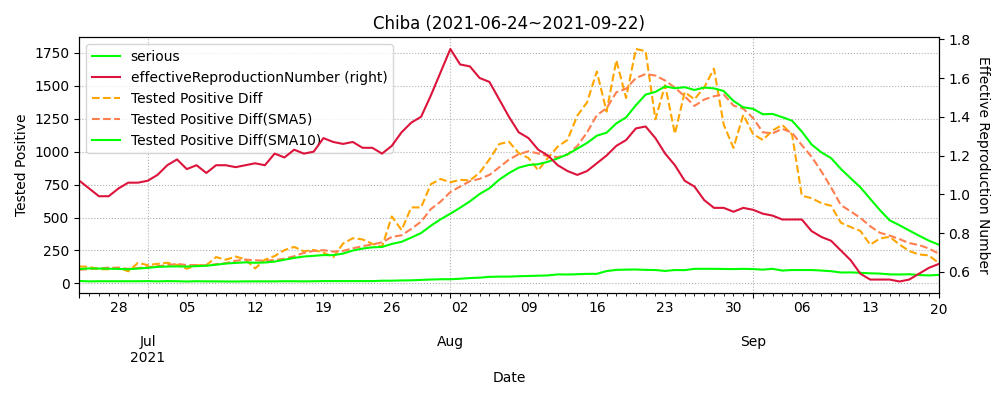 Chiba (2021-06-24~2021-09-22)
serious
effectiveReproductionNumber (right)
Tested Positive Diff
Tested Positive Diff(SMA5)
Tested Positive Diff(SMA10)
Tested Positive
1750
1500
1250
1000
750
500
250
0
1.8
1.6
1.4
1.2
1.0
0.8
0.6
Effective Reproduction Number
28 05 12 19 26 02 09 16 23 30 06 13 20
Jul Aug Sep
2021
Date